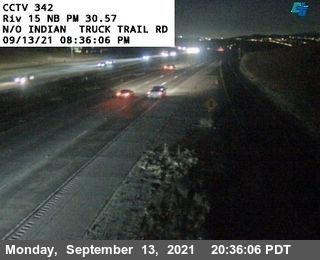 CCTV 342
Riv 15 NB PM 30.57
N/O INDIAN  TRUCK TRAIL RD
09/13/21 08:36:06 PM
Monday, September 13, 2021 20:36:06 PDT